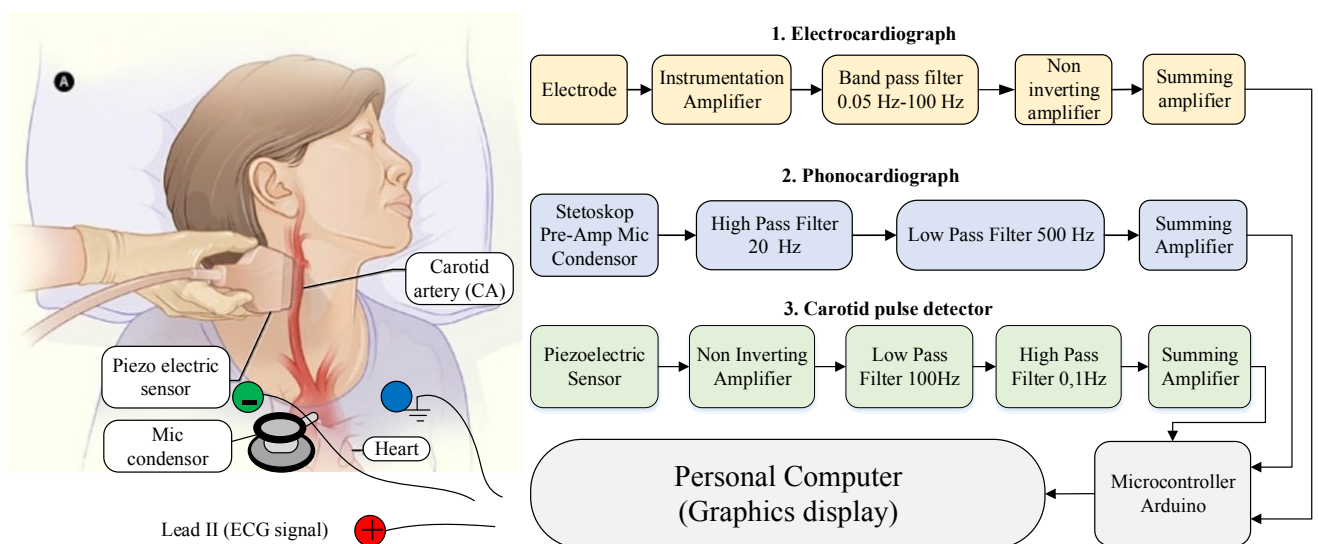 A
Carotid
artery (CA)
Piezo electric
sensor
-
Mic
condensor
Heart
Lead II (ECG signal)
+
1. Electrocardiograph
Electrode
Instrumentation
Amplifier
Band pass filter
0.05 Hz-100 Hz
Non
inverting
amplifier
Summing
amplifier
2. Phonocardiograph
Stetoskop
Pre-Amp Mic
Condensor
High Pass Filter
20 Hz
Low Pass Filter 500 Hz
Summing
Amplifier
3. Carotid pulse detector
Piezoelectric
Sensor
Non Inverting
Amplifier
Low Pass
Filter 100Hz
High Pass
Filter 0,1Hz
Summing
Amplifier
Personal Computer
(Graphics display)
Microcontroller
Arduino